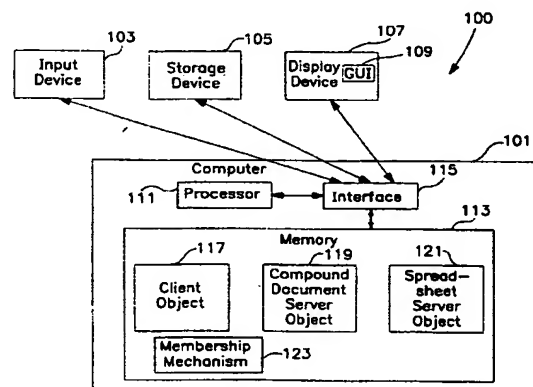 103
105
107
109
100
Input
Device
Storage
Device
Display
Device
GUI
101
Computer
115
111
Processor
Interface
113
Memory
117
119
121
Client
Object
Compound
Document
Server
Object
Spread-
sheet
Server
Object
Membership
Mechanism
123